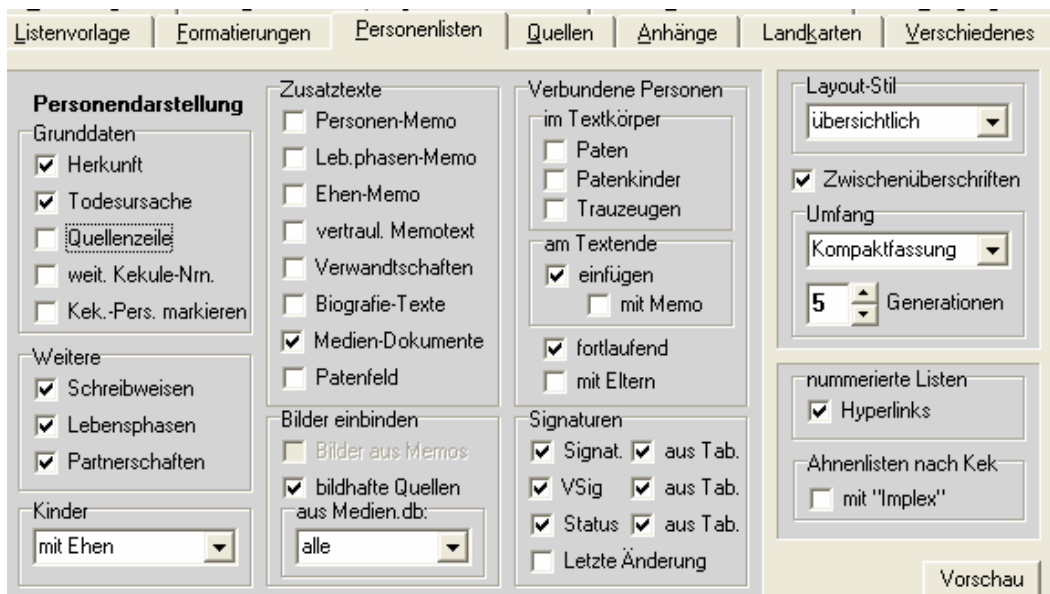 Listenvorlage Formatierungen Personenlisten Quellen Anhänge Landkarten Verschiedenes
Personendarstellung
Grunddaten
Herkunft
Todesursache
Quellenzeile
weit. Kekule-Nrn.
Kek.-Pers. markieren
Weitere
Schreibweisen
Lebensphasen
Partnerschaften
Kinder
mit Ehen
Zusatztexte
Personen-Memo
Leb.phasen-Memo
Ehen-Memo
vertraul. Memotext
Verwandtschaften
Biografie-Texte
Medien-Dokumente
Patenfeld
Bilder einbinden
Bilder aus Memos
bildhafte Quellen
aus Medien.db:
alle
Verbundene Personen
im Textkörper
Paten
Patenkinder
Trauzeugen
am Textende
einfügen
mit Memo
fortlaufend
mit Eltern
Signaturen
Signat. aus Tab.
VSig aus Tab.
Status aus Tab.
Letzte Änderung
Layout-Stil
übersichtlich
Zwischenüberschriften
Umfang
Kompaktfassung
5 Generationen
nummerierte Listen
Hyperlinks
Ahnenlisten nach Kek
mit "Implex"
Vorschau